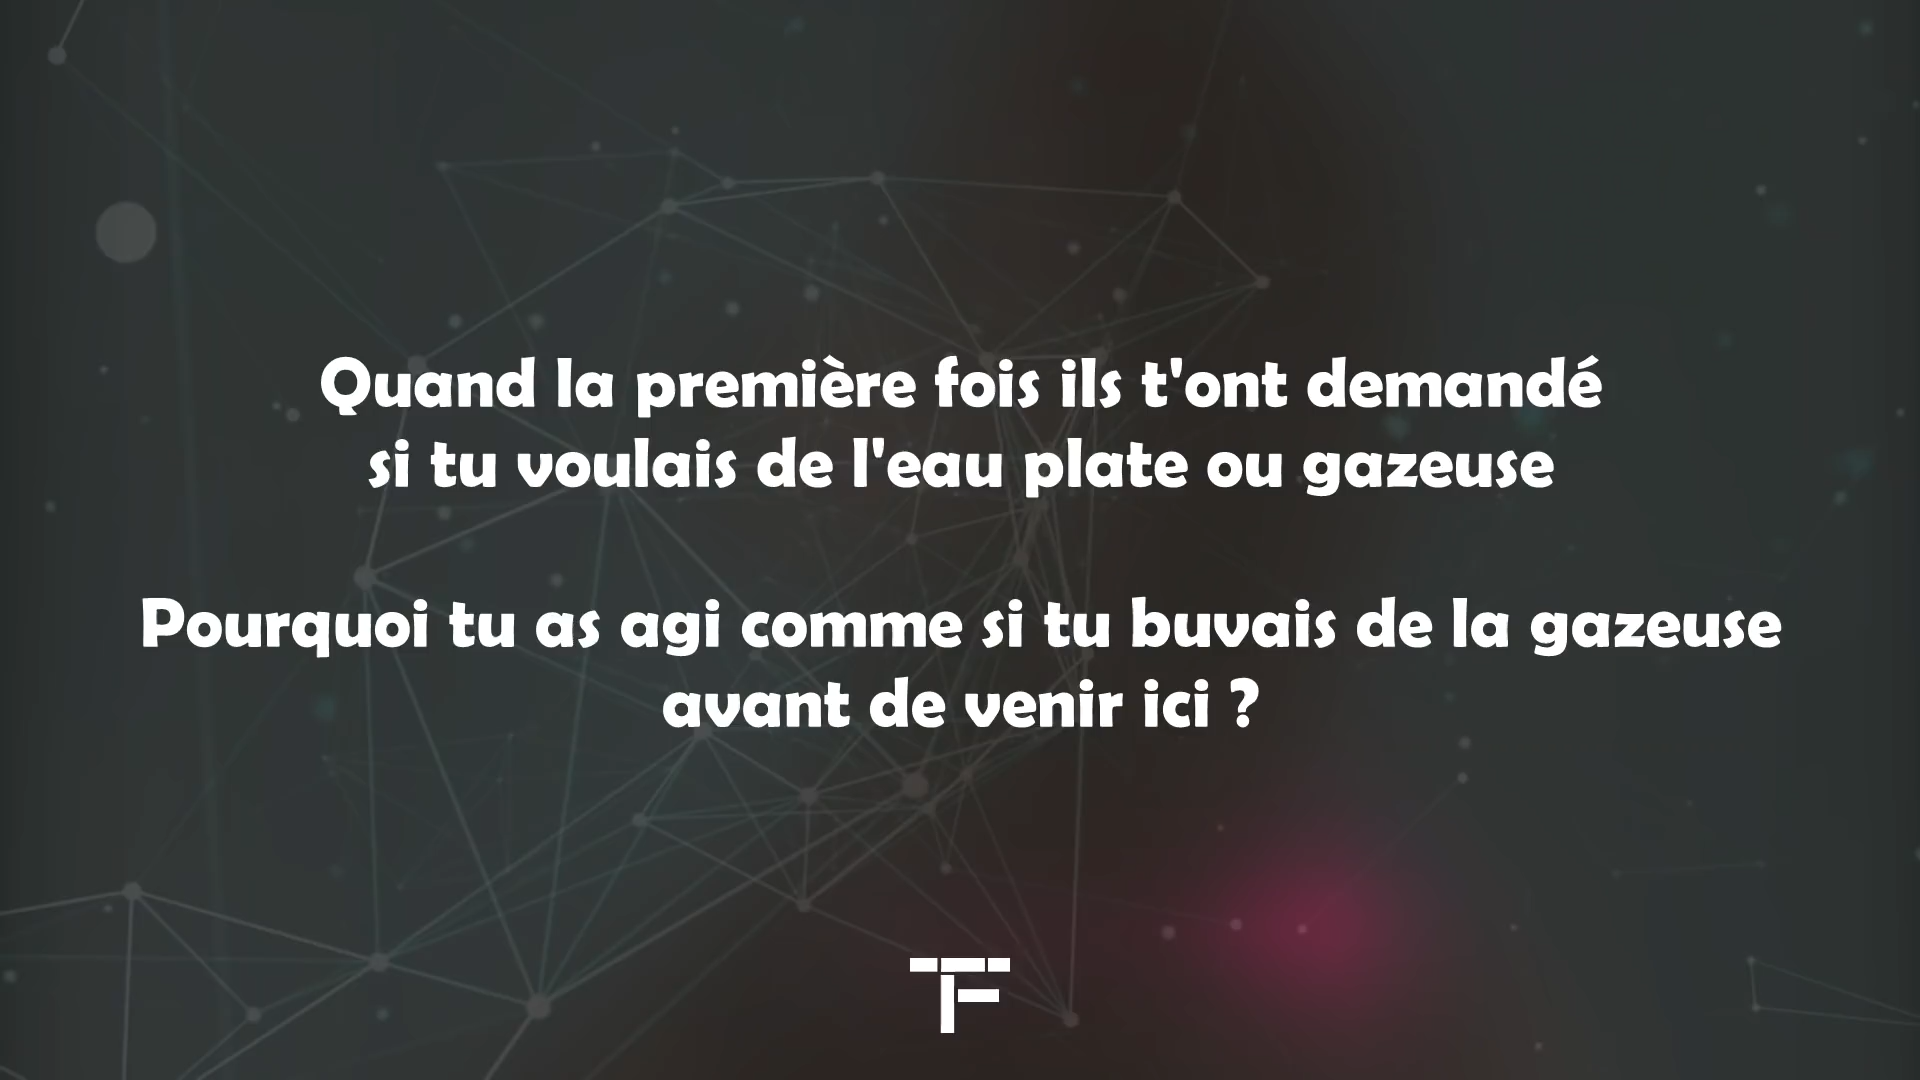 Quand la première fois ils t'ont demandé
si tu voulais de l'eau plate ou gazeuse
Pourquoi tu as agi comme si tu buvais de la gazeuse
avant de venir ici ?
TF